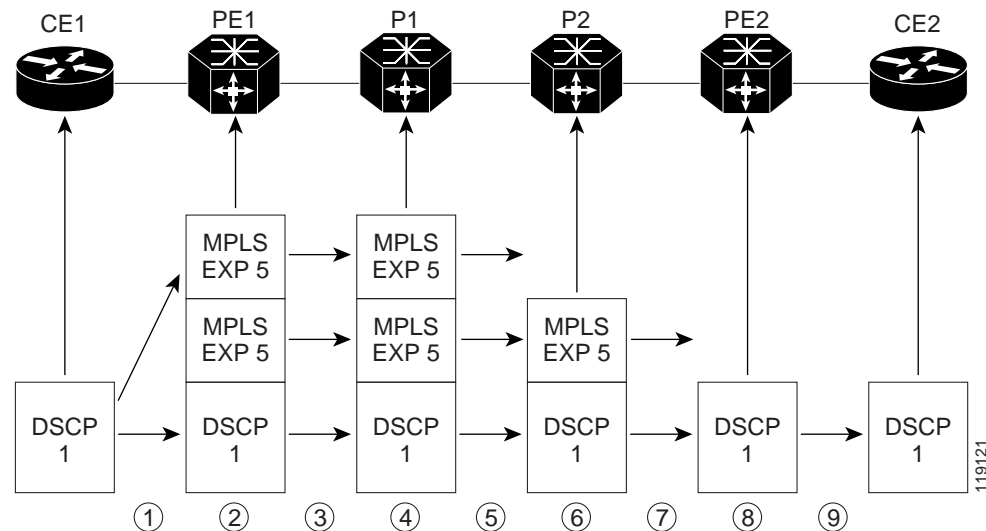 CE1 PE1 P1 P2 PE2 CE2
MPLS
EXP 5
MPLS
EXP 5
MPLS
EXP 5
MPLS
EXP 5
MPLS
EXP 5
DSCP
1
DSCP
1
DSCP
1
DSCP
1
DSCP
1
DSCP
1
119121
1 2 3 4 5 6 7 8 9